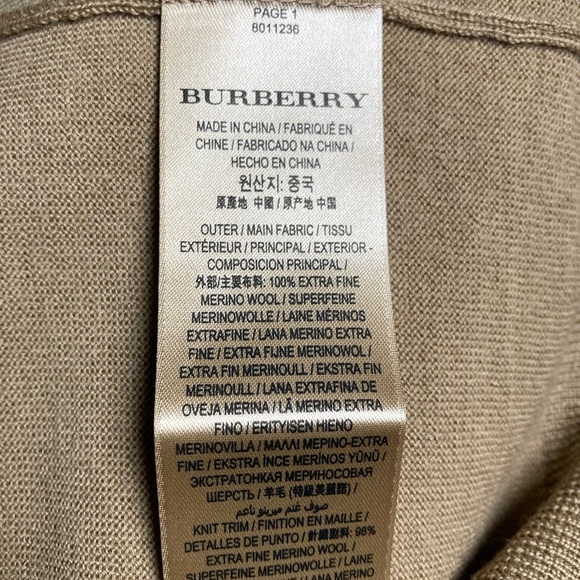 PAGE 1
8011236
BURBERRY
MADE IN CHINA / FABRIQUÉ EN
CHINE / FABRICADO NA CHINA /
HECHO EN CHINA
원산지: 중국
原產地 中國 / 原产地 中国
OUTER / MAIN FABRIC / TISSU
EXTÉRIEUR / PRINCIPAL / EXTERIOR -
COMPOSICION PRINCIPAL /
外部/主要布料: 100% EXTRA FINE
MERINO WOOL / SUPERFEINE
MERINOWOLLE / LAINE MÉRINOS
EXTRAFINE / LANA MERINO EXTRA
FINE / EXTRA FIJNE MERINOWOL /
EXTRA FIN MERINOULL / EKSTRA FIN
MERINOULL / LANA EXTRAFINA DE
OVEJA MERINA / LÃ MERINO EXTRA
FINO / ERITYISEN HIENO
MERINOVILLA / ΜΑΛΛΙ ΜΕΡΙΝΟ-EXTRA
FINE / EKSTRA İNCE MERİNOS YÜNÜ /
ЭКСТРАТОНКАЯ МЕРИНОСОВАЯ
ШЕРСТЬ / 羊毛 (特級美麗諾) /
صوف غنم مرينو ناعم
KNIT TRIM / FINITION EN MAILLE /
DETALLES DE PUNTO / 針織副料: 98%
EXTRA FINE MERINO WOOL /
SUPERFEINE MERINOWOLLE / LAINE